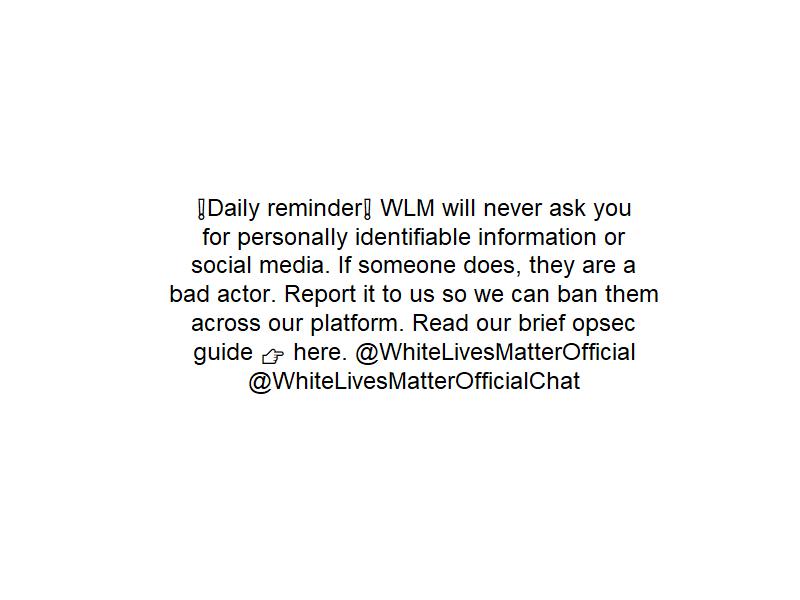 ❗Daily reminder❗ WLM will never ask you
for personally identifiable information or
social media. If someone does, they are a
bad actor. Report it to us so we can ban them
across our platform. Read our brief opsec
guide 👉 here. @WhiteLivesMatterOfficial
@WhiteLivesMatterOfficialChat